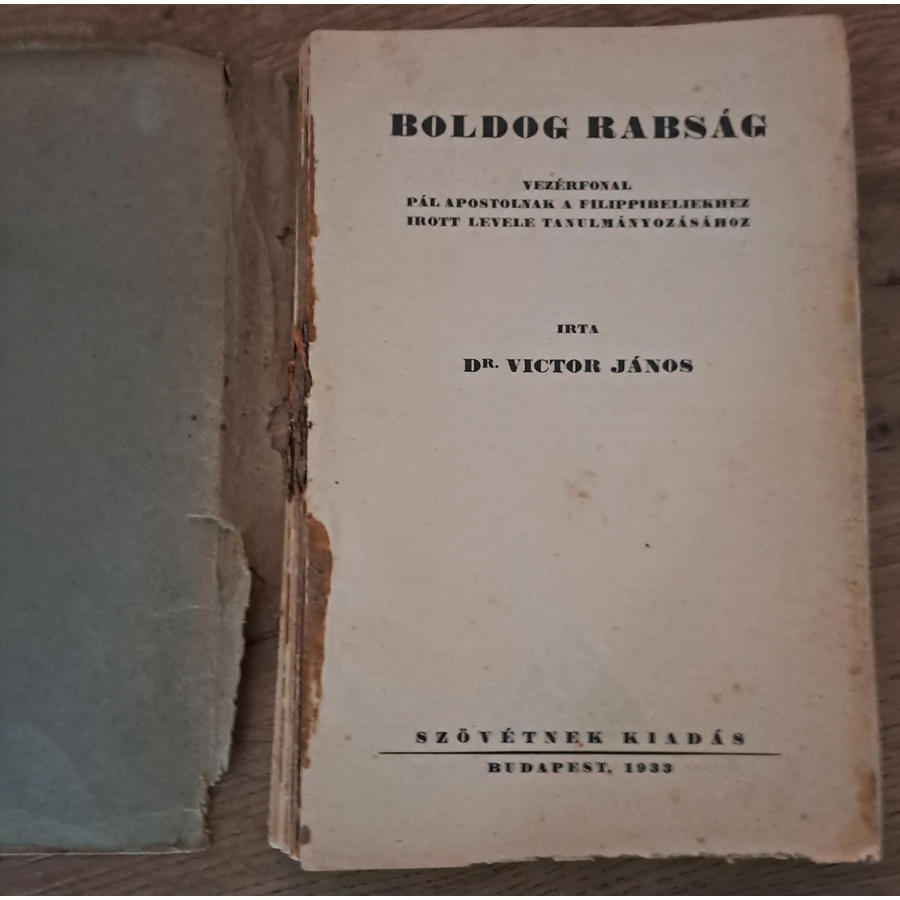 BOLDOG RABSÁG
VEZÉRFONAL
PÁL APOSTOLNAK A FILIPPIBELIEKHEZ
IROTT LEVELE TANULMÁNYOZÁSÁHOZ
IRTA
DR. VICTOR JÁNOS
SZÖVÉTNEK KIADÁS
BUDAPEST, 1933